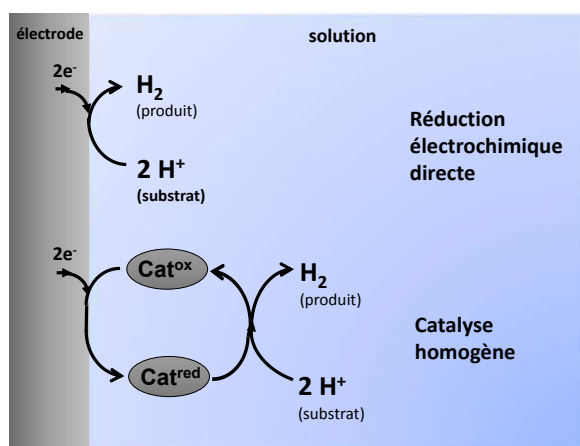 électrode
solution
2e-
H2
(produit)
2 H+
(substrat)
Réduction
électrochimique
directe
2e-
Catox
H2
(produit)
Catred
2 H+
(substrat)
Catalyse
homogène